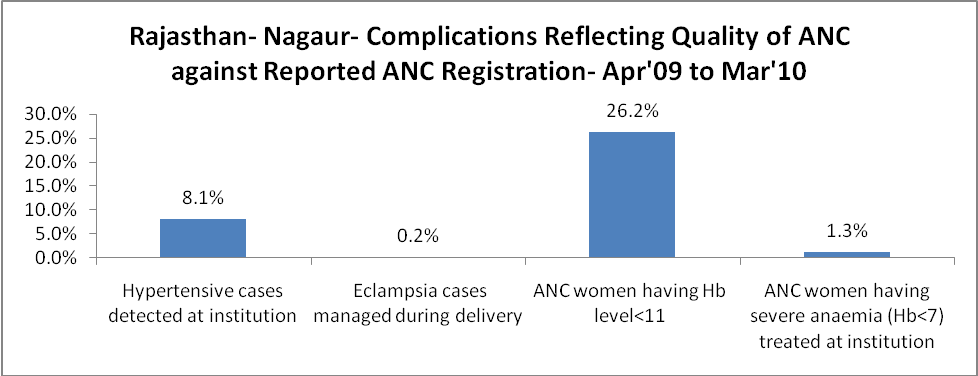 Rajasthan- Nagaur- Complications Reflecting Quality of ANC
against Reported ANC Registration- Apr'09 to Mar'10
30.0%
25.0%
20.0%
15.0%
10.0%
5.0%
0.0%
8.1%
0.2%
26.2%
1.3%
Hypertensive cases
detected at institution
Eclampsia cases
managed during delivery
ANC women having Hb
level<11
ANC women having
severe anaemia (Hb<7)
treated at institution